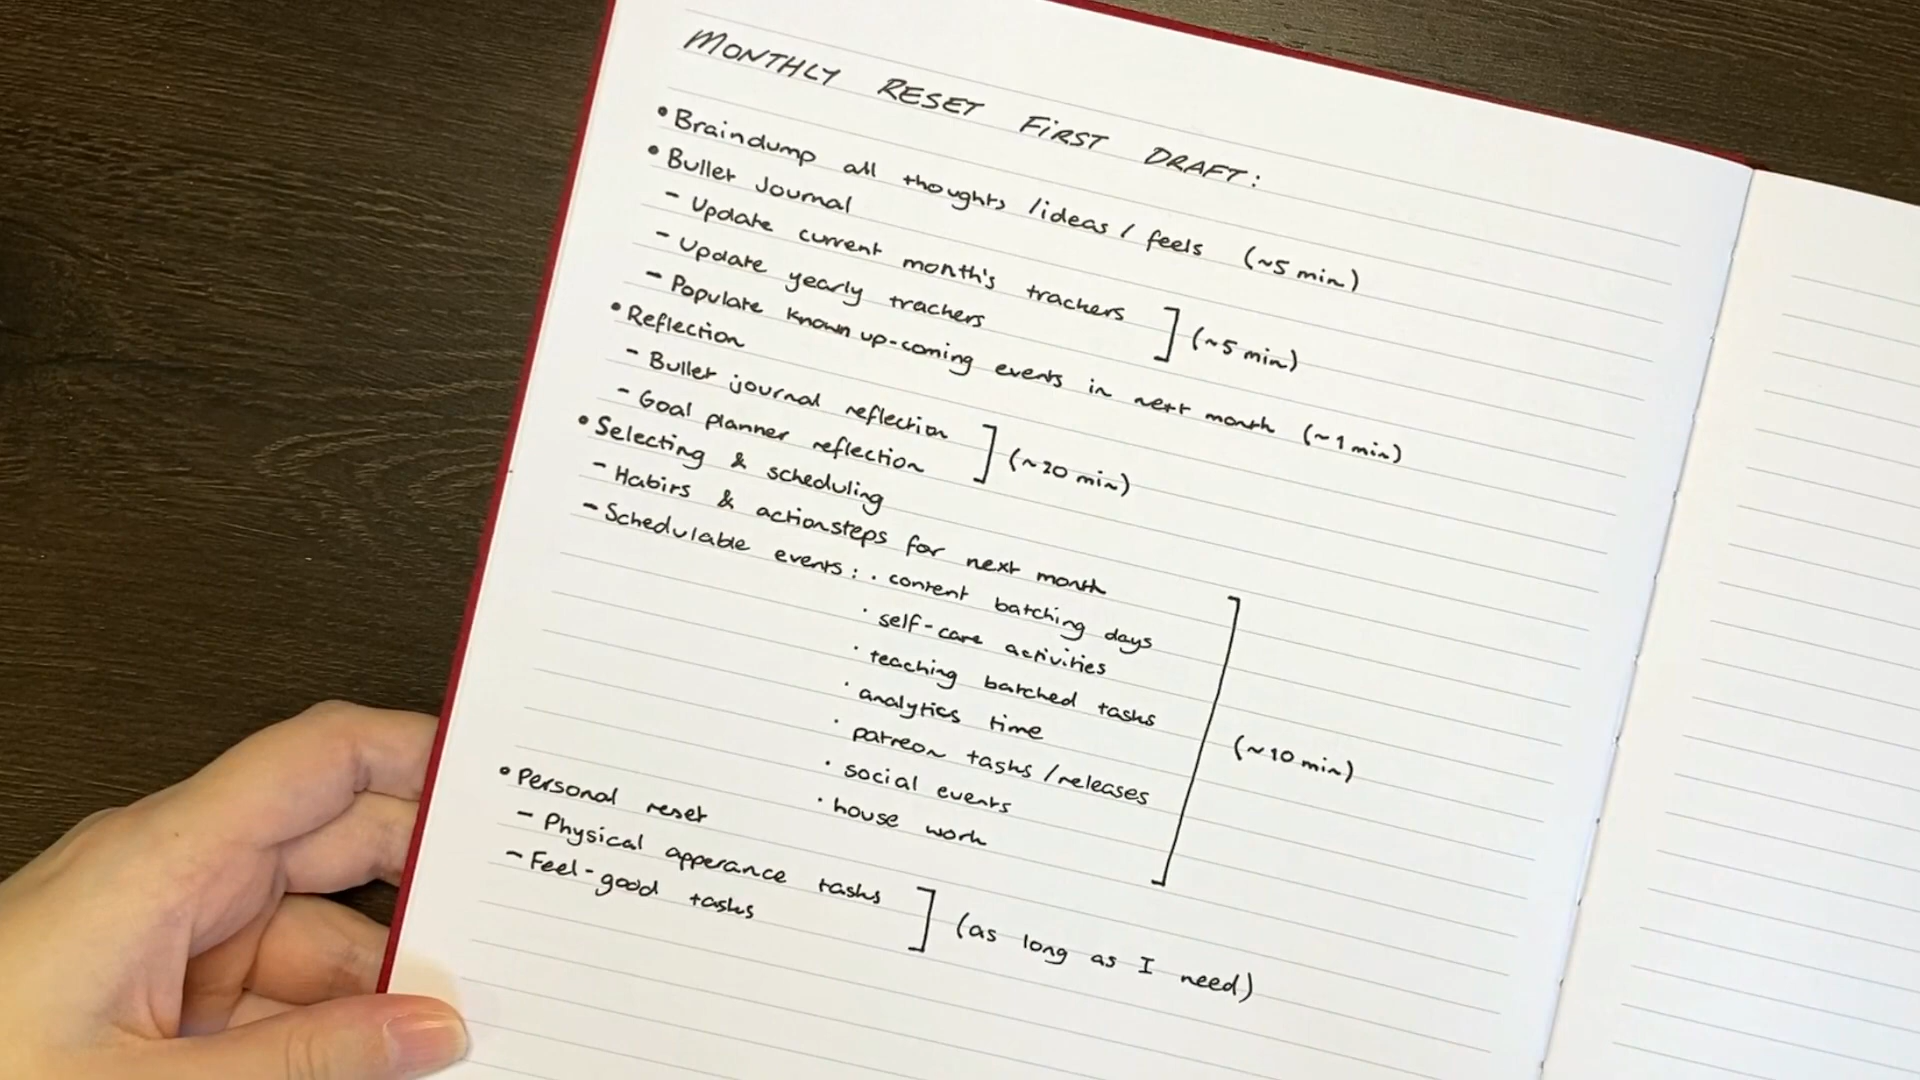 MONTHLY RESET FIRST DRAFT:
• Braindump all thoughts /ideas / feels (~5 min)
• Bullet Journal
- Update current month's trackers
- Update yearly trackers ] (~5 min)
- Populate known up-coming events in next month (~1 min)
• Reflection
- Bullet journal reflection
- Goal planner reflection ] (~20 min)
• Selecting & scheduling
- Habits & actionsteps for next month
- Schedulable events: · content batching days
· self-care activities
· teaching batched tasks
· analytics time
· patreon tasks /releases
· social events
· house work
] (~10 min)
• Personal reset
- Physical apperance tasks
- Feel-good tasks ] (as long as I need)